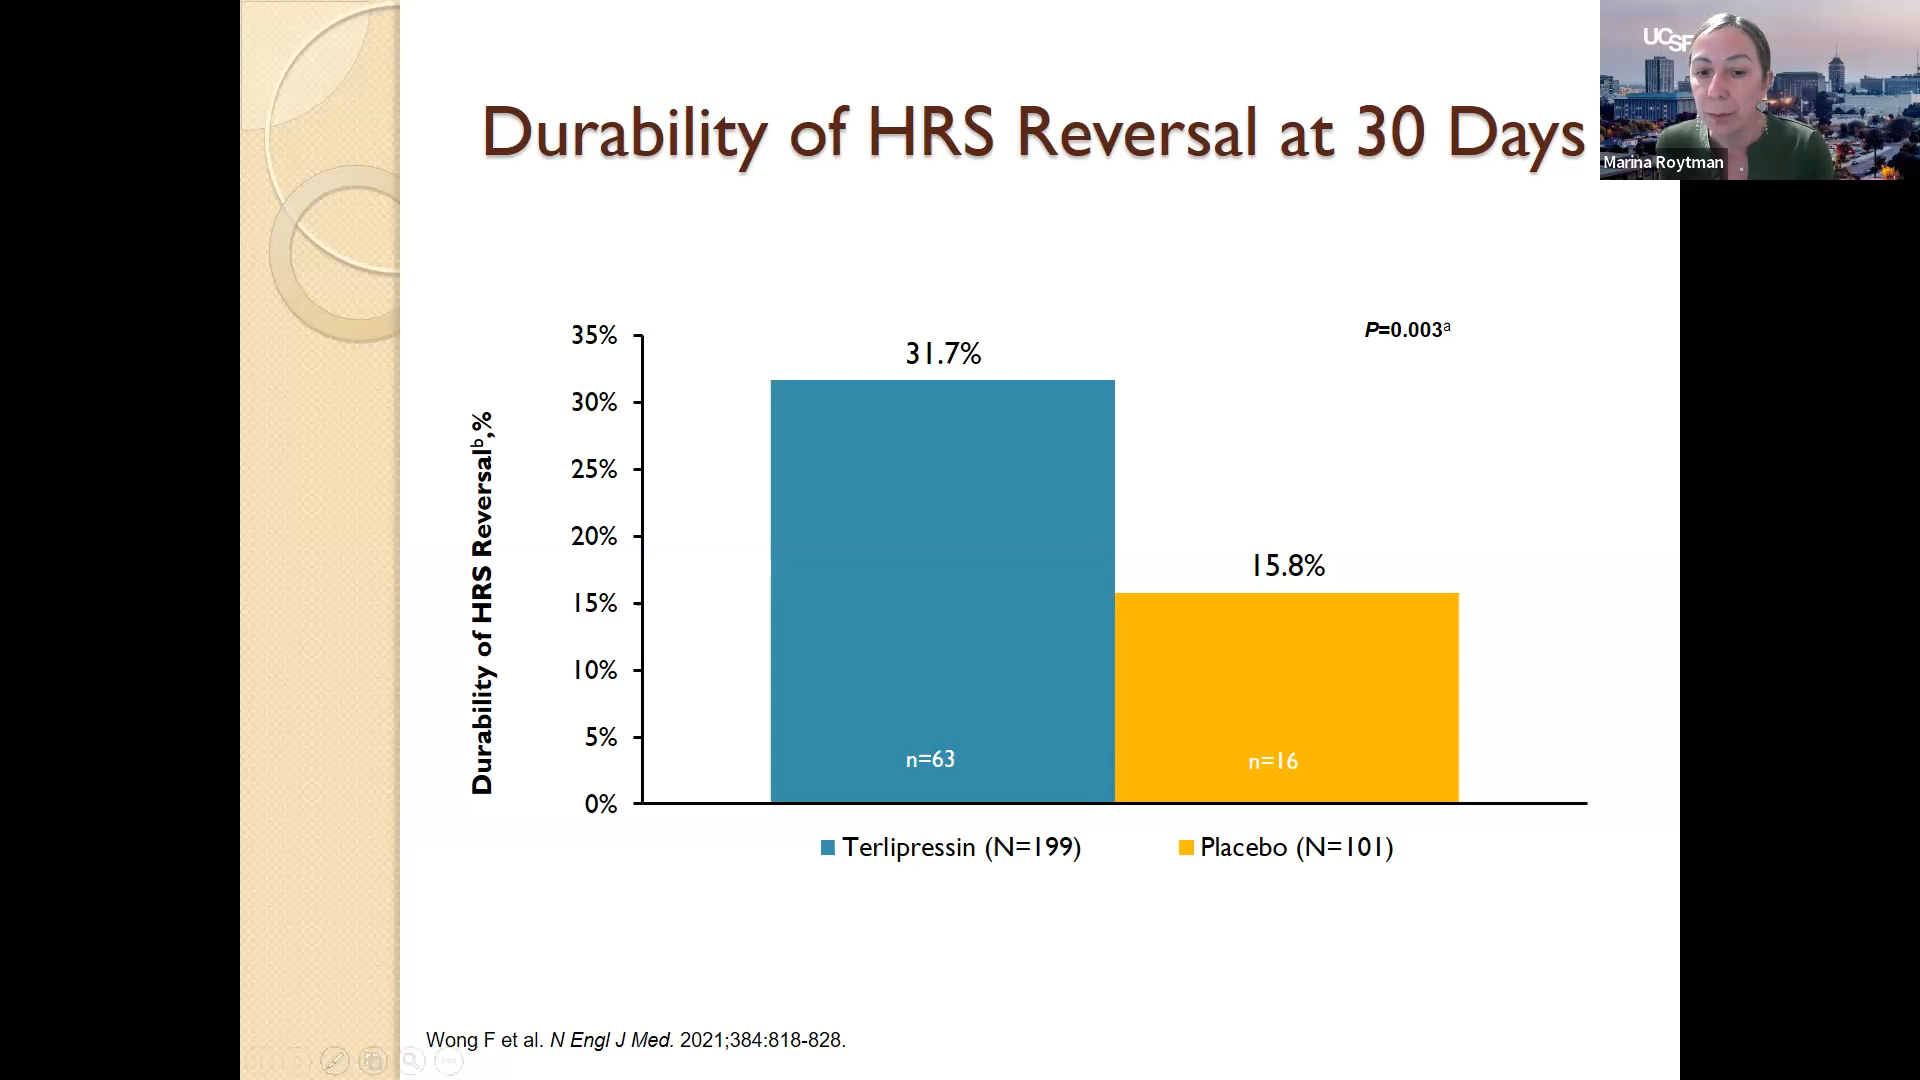 Durability of HRS Reversal at 30 Days
UCSF
Marina Roytman
P=0.003ᵃ
35%
30%
25%
20%
15%
10%
5%
0%
Durability of HRS Reversalᵇ,%
31.7%
15.8%
n=63
n=16
Terlipressin (N=199)
Placebo (N=101)
Wong F et al. N Engl J Med. 2021;384:818-828.